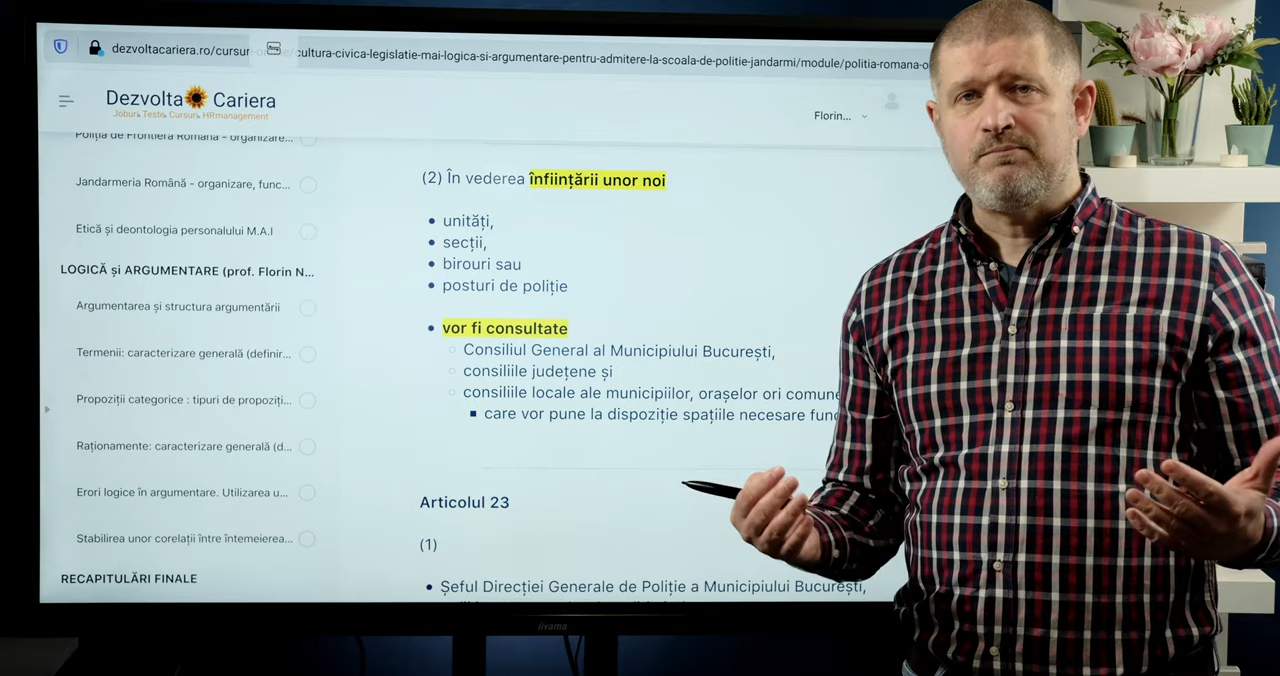 dezvoltacariera.ro/cursur
cultura-civica-legislatie-mai-logica-si-argumentare-pentru-admitere-la-scoala-de-politie-jandarmi/module/politia-romana-o
Dezvolta Cariera
Joburi, Teste, Cursuri, HRmanagement
Florin...
Poliția de Frontieră Română - organizare...
Jandarmeria Română - organizare, func...
Etică și deontologia personalului M.A.I
LOGICĂ și ARGUMENTARE (prof. Florin N...
Argumentarea și structura argumentării
Termenii: caracterizare generală (definir...
Propoziții categorice : tipuri de propoziți...
Raționamente: caracterizare generală (d...
Erori logice în argumentare. Utilizarea u...
Stabilirea unor corelații între întemeierea...
RECAPITULĂRI FINALE
(2) În vederea înființării unor noi
unități,
secții,
birouri sau
posturi de poliție
vor fi consultate
Consiliul General al Municipiului București,
consiliile județene și
consiliile locale ale municipiilor, orașelor ori comune
care vor pune la dispoziție spațiile necesare func
Articolul 23
(1)
Șeful Direcției Generale de Poliție a Municipiului București,
iiyama